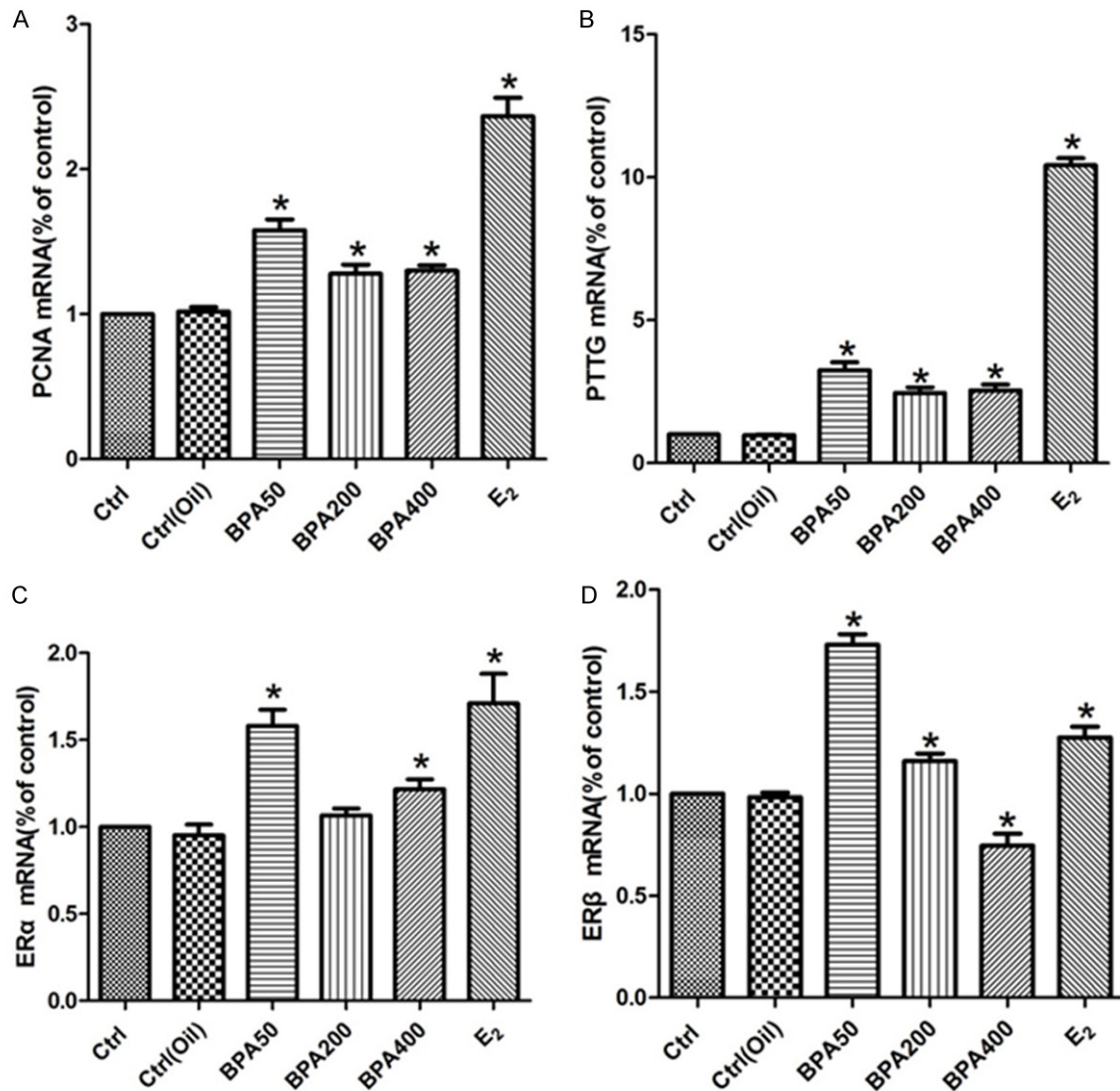 A
PCNA mRNA(% of control)
3
2
1
0
*
*
*
*
Ctrl
Ctrl(Oil)
BPA50
BPA200
BPA400
E₂
B
PTTG mRNA(% of control)
15
10
5
0
*
*
*
*
Ctrl
Ctrl(Oil)
BPA50
BPA200
BPA400
E₂
C
ERα mRNA(% of control)
2.0
1.5
1.0
0.5
0.0
*
*
*
Ctrl
Ctrl(Oil)
BPA50
BPA200
BPA400
E₂
D
ERβ mRNA(% of control)
2.0
1.5
1.0
0.5
0.0
*
*
*
*
Ctrl
Ctrl(Oil)
BPA50
BPA200
BPA400
E₂